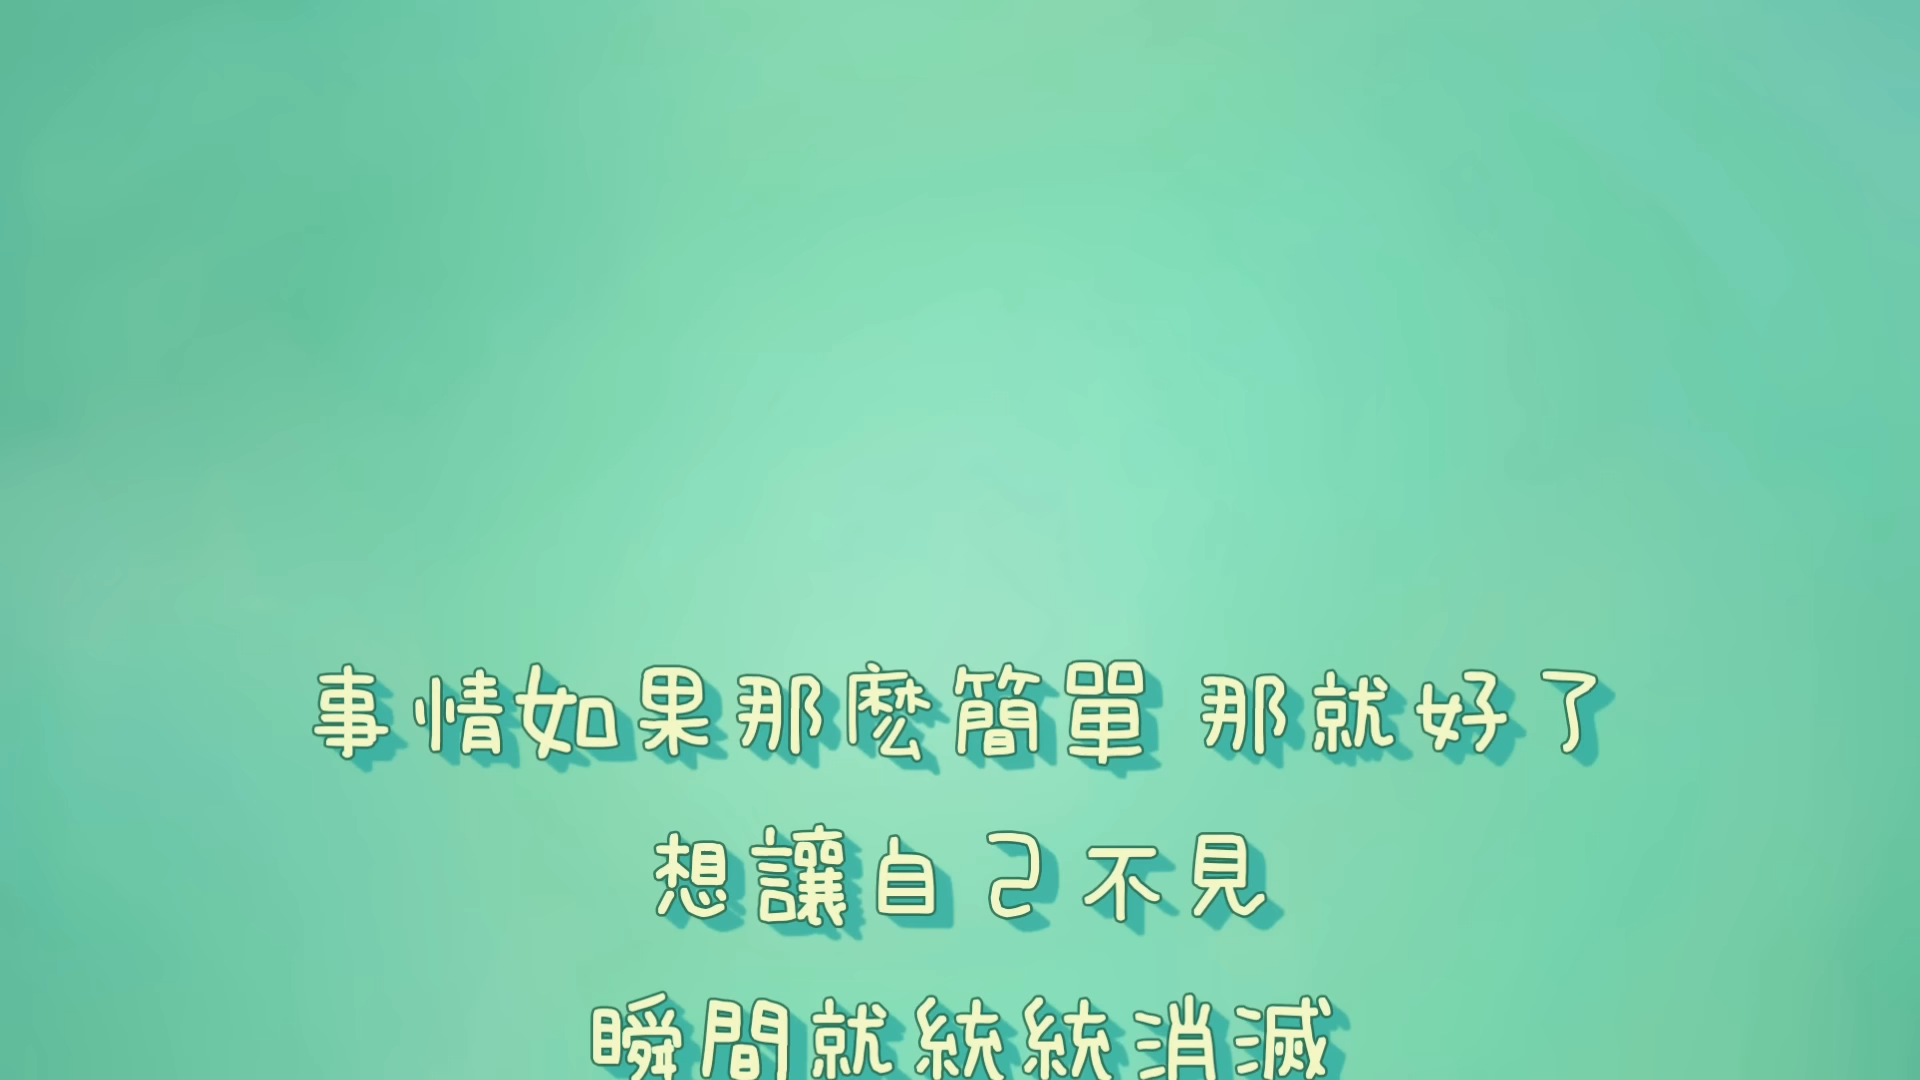 事情如果那麼簡單 那就好了
想讓自己不見
瞬間就統統消滅